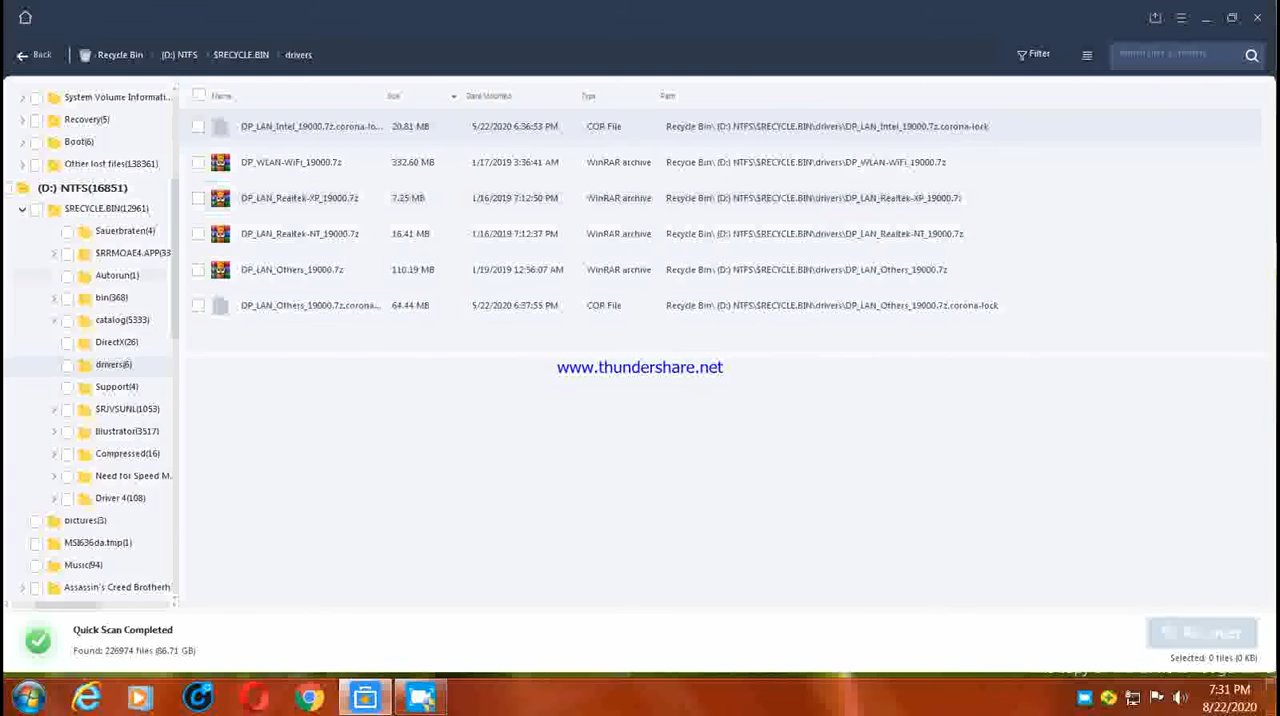 Back Recycle Bin (D:) NTFS $RECYCLE.BIN drivers Filter
System Volume Informati...
Recovery(5)
Boot(6)
Other lost files(138361)
(D:) NTFS(16851)
$RECYCLE.BIN(12961)
Sauerbraten(4)
$RRMQAE4.APP(33
Autorun(1)
bin(368)
catalog(5333)
DirectX(26)
drivers(6)
Support(4)
$RJVSUNL(1053)
Illustrator(3517)
Compressed(16)
Need for Speed M...
Driver 4(108)
pictures(3)
MSI636da.tmp(1)
Music(94)
Assassin's Creed Brotherh
Name Size Date Modified Type Path
DP_LAN_Intel_19000.7z.corona-lo... 20.81 MB 5/22/2020 6:36:53 PM COR File Recycle Bin\ (D:) NTFS\$RECYCLE.BIN\drivers\DP_LAN_Intel_19000.7z.corona-lock
DP_WLAN-WiFi_19000.7z 332.60 MB 1/17/2019 3:36:41 AM WinRAR archive Recycle Bin\ (D:) NTFS\$RECYCLE.BIN\drivers\DP_WLAN-WiFi_19000.7z
DP_LAN_Realtek-XP_19000.7z 7.25 MB 1/16/2019 7:12:50 PM WinRAR archive Recycle Bin\ (D:) NTFS\$RECYCLE.BIN\drivers\DP_LAN_Realtek-XP_19000.7z
DP_LAN_Realtek-NT_19000.7z 16.41 MB 1/16/2019 7:12:37 PM WinRAR archive Recycle Bin\ (D:) NTFS\$RECYCLE.BIN\drivers\DP_LAN_Realtek-NT_19000.7z
DP_LAN_Others_19000.7z 110.19 MB 1/19/2019 12:56:07 AM WinRAR archive Recycle Bin\ (D:) NTFS\$RECYCLE.BIN\drivers\DP_LAN_Others_19000.7z
DP_LAN_Others_19000.7z.corona... 64.44 MB 5/22/2020 6:37:55 PM COR File Recycle Bin\ (D:) NTFS\$RECYCLE.BIN\drivers\DP_LAN_Others_19000.7z.corona-lock
www.thundershare.net
Quick Scan Completed
Found: 226974 files (86.71 GB)
Selected: 0 files (0 KB)
7:31 PM
8/22/2020